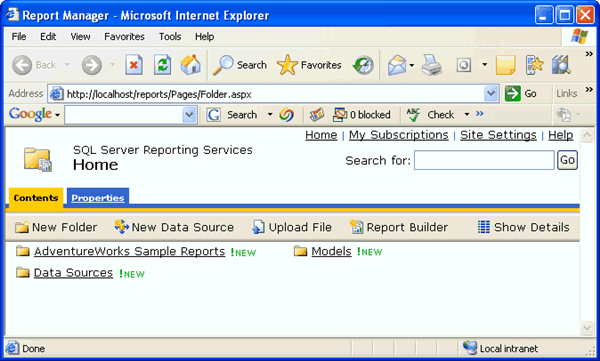 Report Manager - Microsoft Internet Explorer
File Edit View Favorites Tools Help
Back Search Favorites
Address http://localhost/reports/Pages/Folder.aspx Go Links »
Google G Search 0 blocked ABC Check »
Home | My Subscriptions | Site Settings | Help
SQL Server Reporting Services
Home
Search for: Go
Contents Properties
New Folder New Data Source Upload File Report Builder Show Details
AdventureWorks Sample Reports !NEW Models !NEW
Data Sources !NEW
Done Local intranet